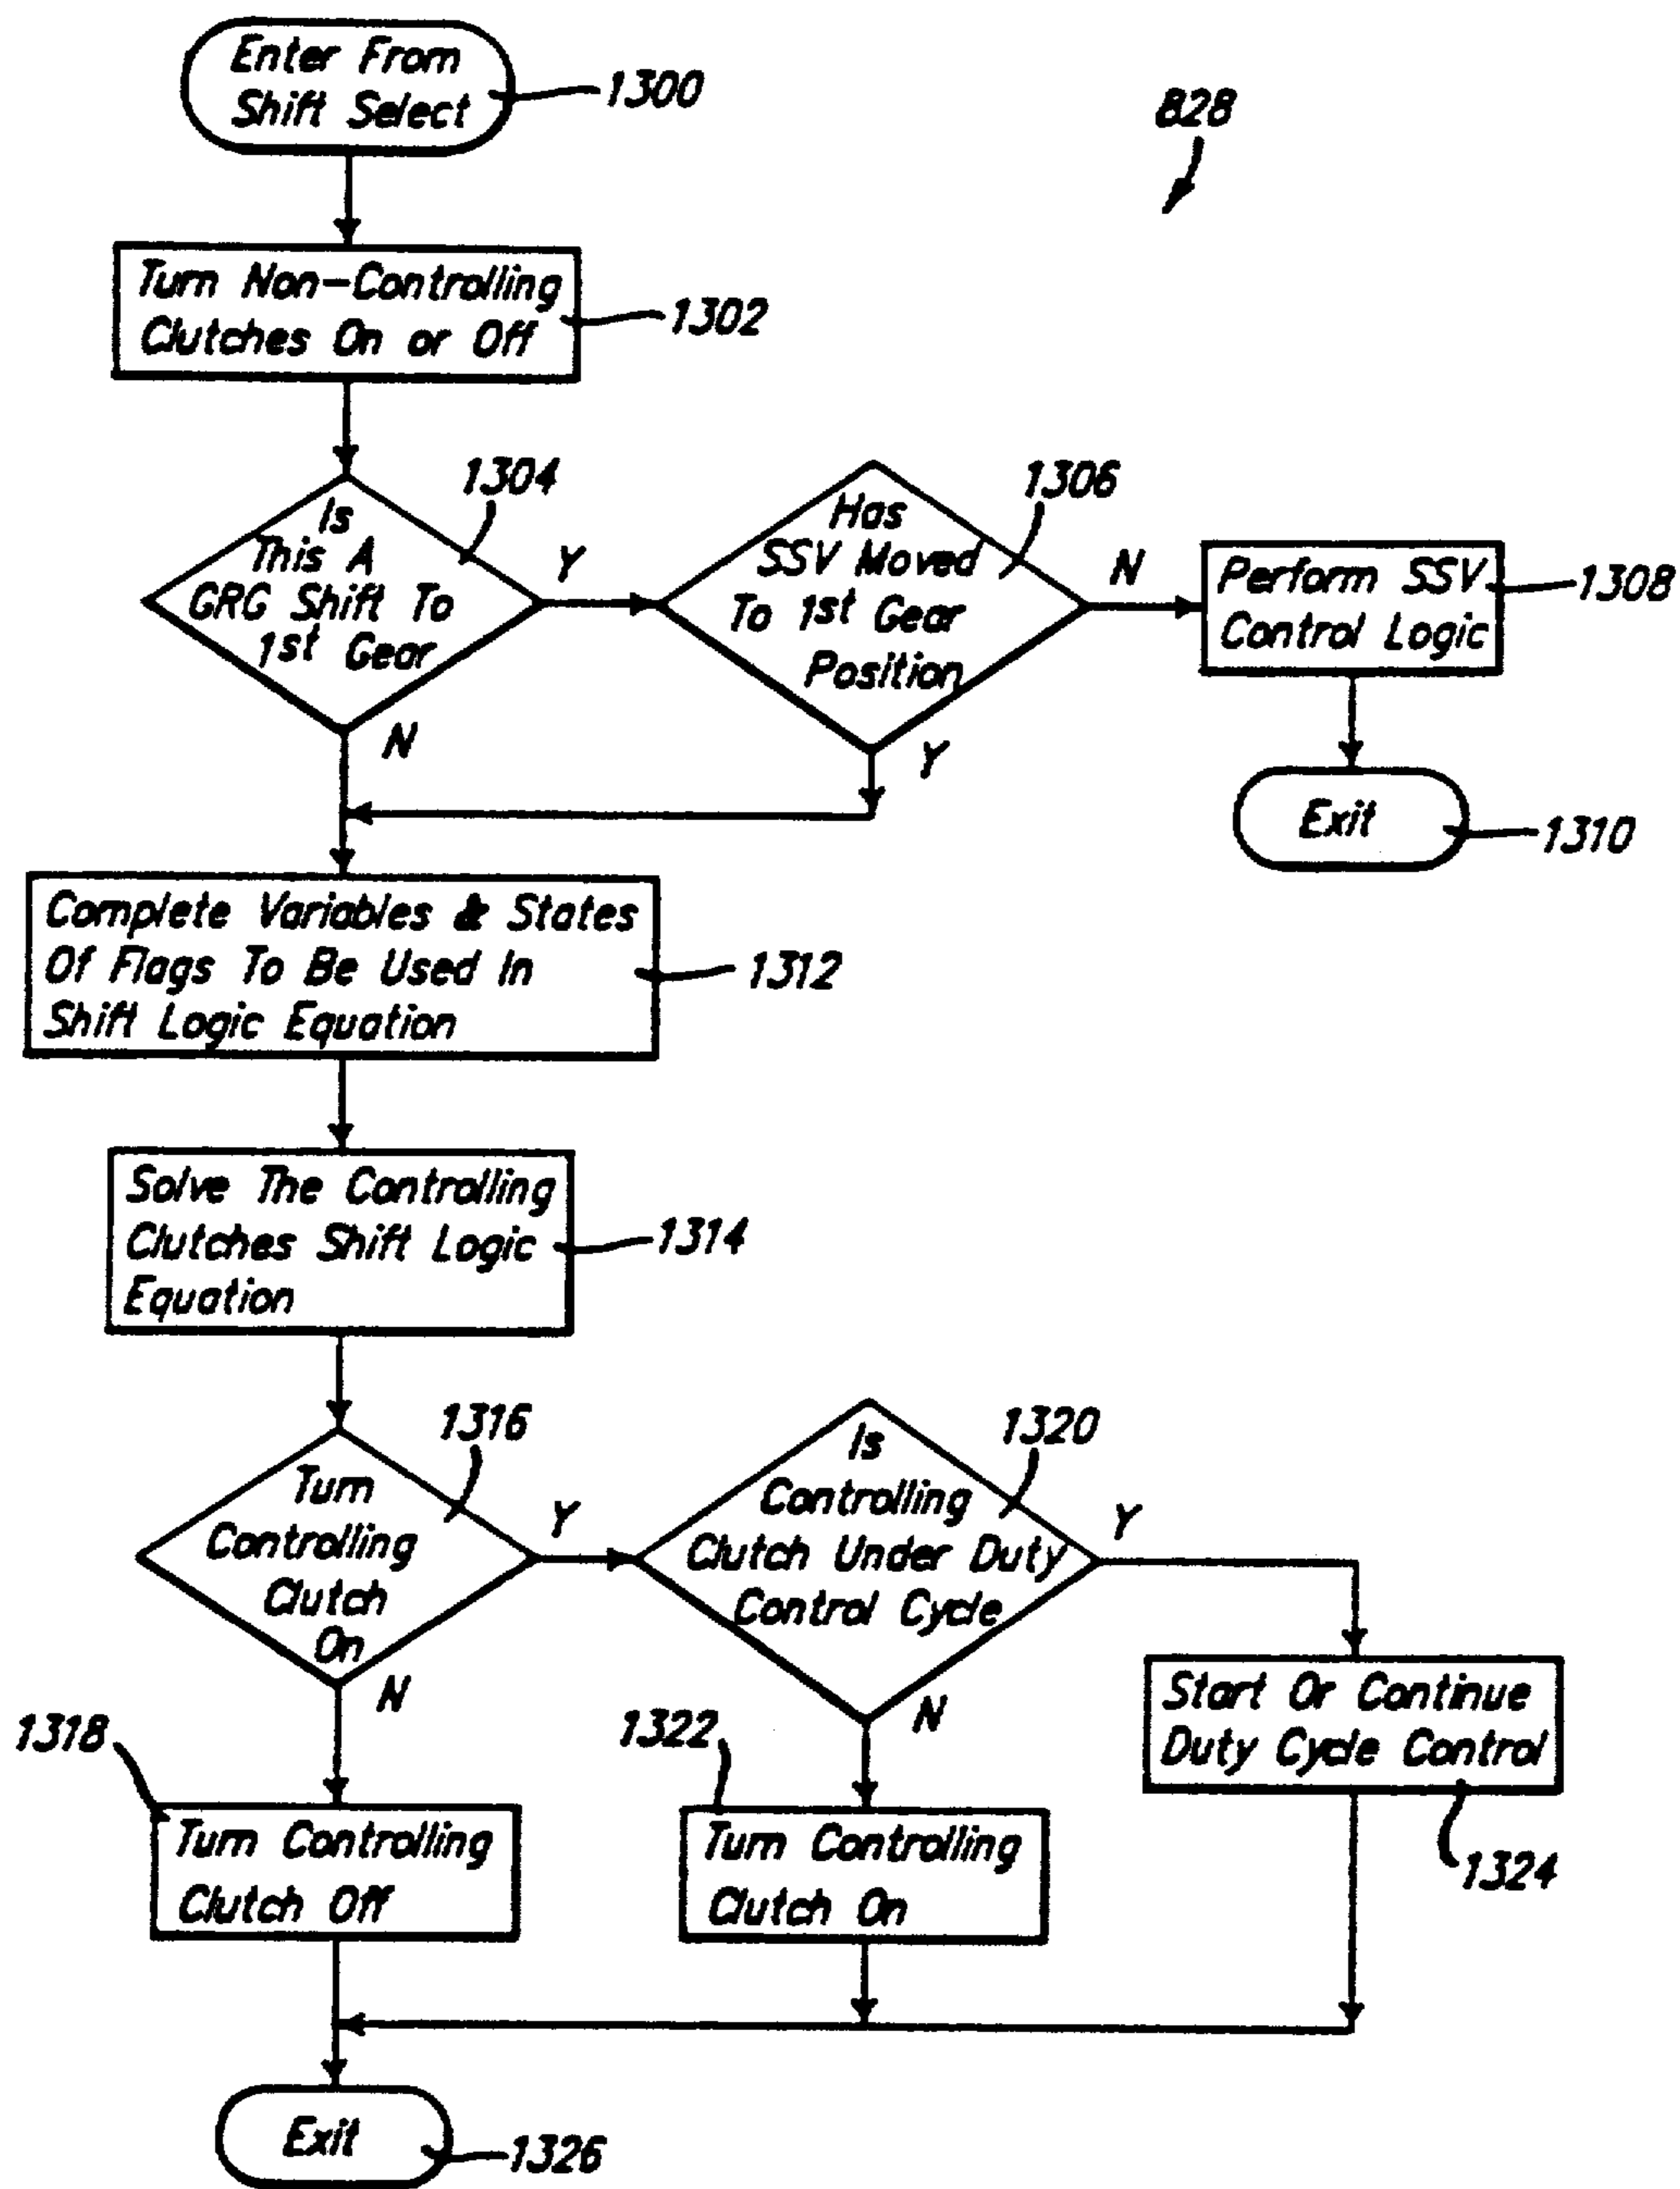 Enter From
Shift Select
1300
828
Turn Non-Controlling
Clutches On or Off
1302
1304
Is
This A
GRG Shift To
1st Gear
Y
N
1306
Has
SSV Moved
To 1st Gear
Position
N
Y
Perform SSV
Control Logic
1308
Exit
1310
Complete Variables & States
Of Flags To Be Used In
Shift Logic Equation
1312
Solve The Controlling
Clutches Shift Logic
Equation
1314
1316
Turn
Controlling
Clutch
On
Y
N
1320
Is
Controlling
Clutch Under Duty
Control Cycle
Y
N
1318
Turn Controlling
Clutch Off
1322
Turn Controlling
Clutch On
Start Or Continue
Duty Cycle Control
1324
Exit
1326